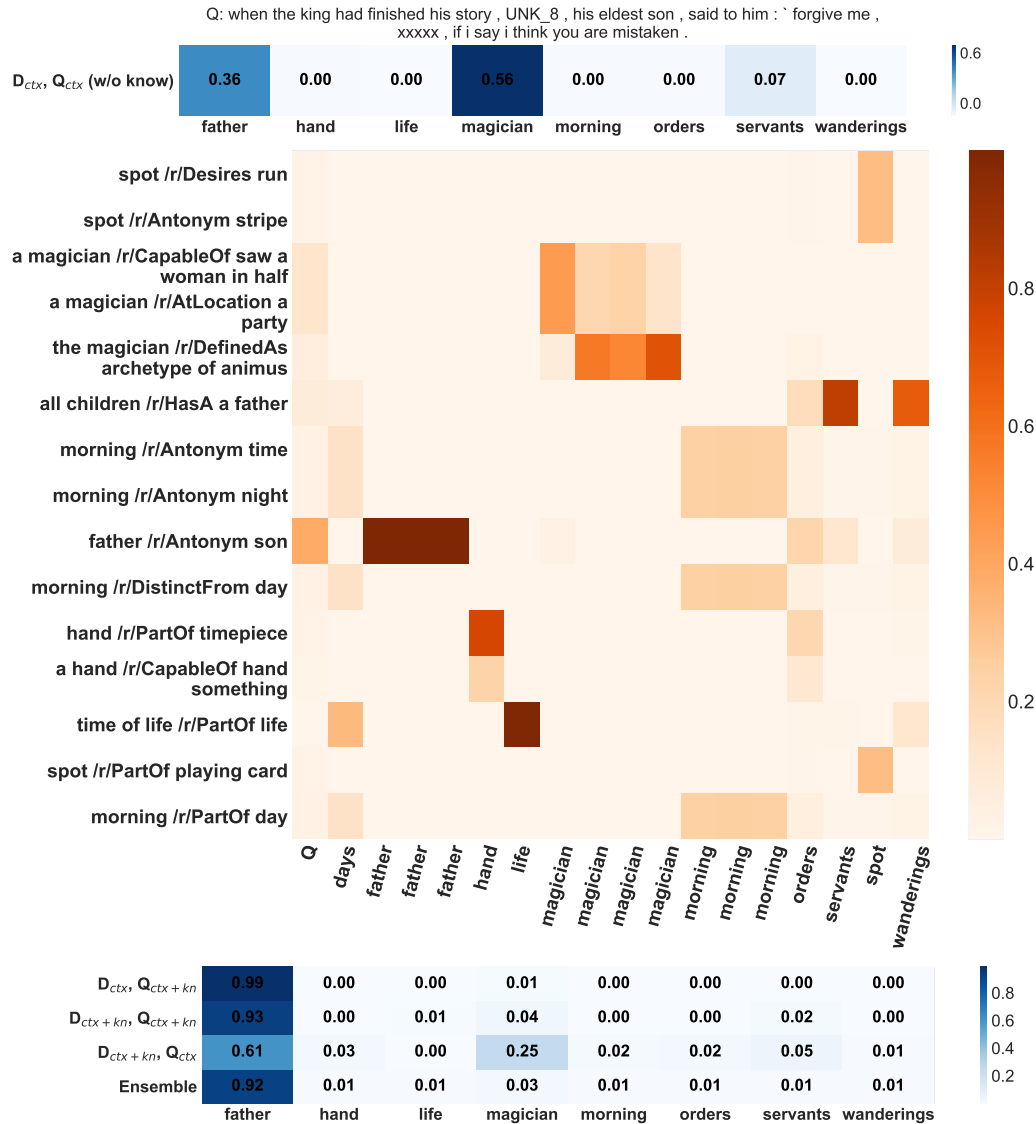 Q: when the king had finished his story , UNK_8 , his eldest son , said to him : ` forgive me ,
xxxxx , if i say i think you are mistaken .
D_ctx, Q_ctx (w/o know) 0.36 0.00 0.00 0.56 0.00 0.00 0.07 0.00
father hand life magician morning orders servants wanderings
0.6
0.0
spot /r/Desires run
spot /r/Antonym stripe
a magician /r/CapableOf saw a
woman in half
a magician /r/AtLocation a
party
the magician /r/DefinedAs
archetype of animus
all children /r/HasA a father
morning /r/Antonym time
morning /r/Antonym night
father /r/Antonym son
morning /r/DistinctFrom day
hand /r/PartOf timepiece
a hand /r/CapableOf hand
something
time of life /r/PartOf life
spot /r/PartOf playing card
morning /r/PartOf day
0.8
0.6
0.4
0.2
Q days father father father hand life magician magician magician magician morning morning morning orders servants spot wanderings
D_ctx, Q_ctx+kn 0.99 0.00 0.00 0.01 0.00 0.00 0.00 0.00
D_ctx+kn, Q_ctx+kn 0.93 0.00 0.01 0.04 0.00 0.00 0.02 0.00
D_ctx+kn, Q_ctx 0.61 0.03 0.00 0.25 0.02 0.02 0.05 0.01
Ensemble 0.92 0.01 0.01 0.03 0.01 0.01 0.01 0.01
father hand life magician morning orders servants wanderings
0.8
0.6
0.4
0.2